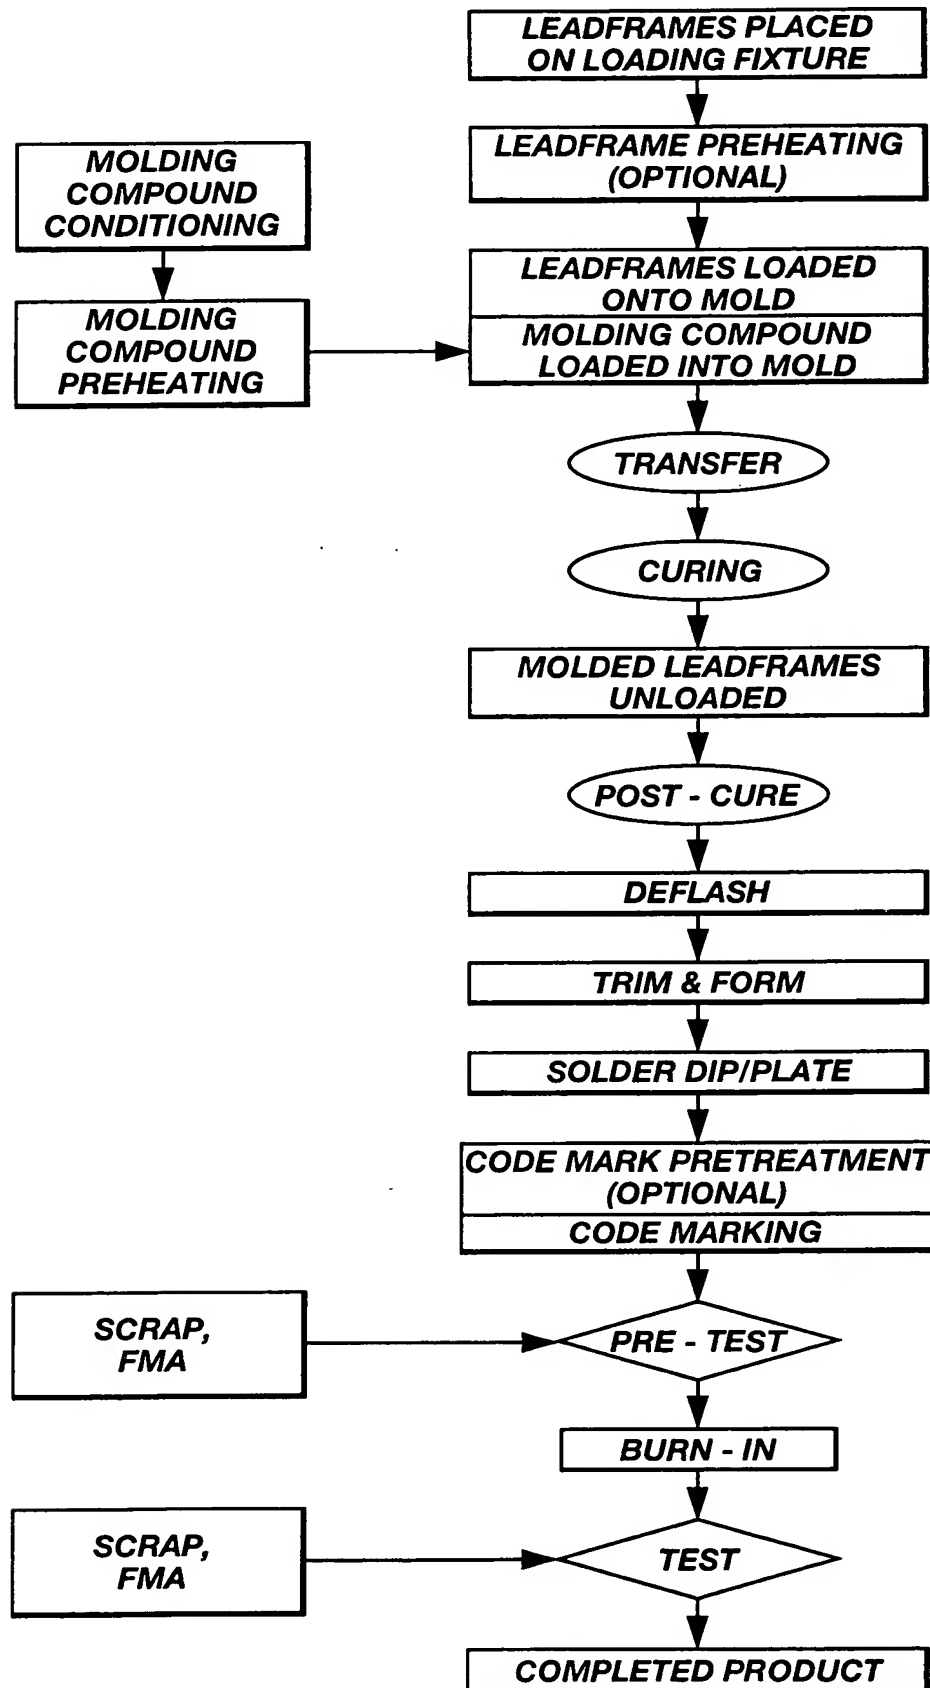 LEADFRAMES PLACED
ON LOADING FIXTURE
LEADFRAME PREHEATING
(OPTIONAL)
MOLDING
COMPOUND
CONDITIONING
LEADFRAMES LOADED
ONTO MOLD
MOLDING
COMPOUND
PREHEATING
MOLDING COMPOUND
LOADED INTO MOLD
TRANSFER
CURING
MOLDED LEADFRAMES
UNLOADED
POST - CURE
DEFLASH
TRIM & FORM
SOLDER DIP/PLATE
CODE MARK PRETREATMENT
(OPTIONAL)
CODE MARKING
SCRAP,
FMA
PRE - TEST
BURN - IN
SCRAP,
FMA
TEST
COMPLETED PRODUCT